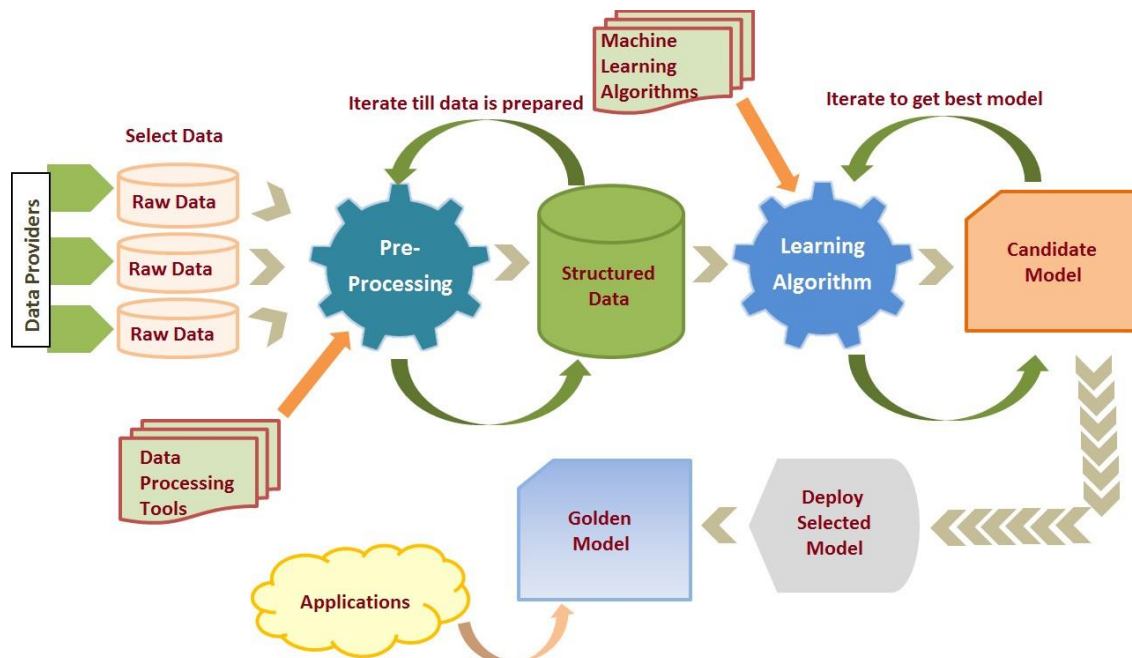 Machine
Learning
Algorithms
Iterate till data is prepared
Iterate to get best model
Select Data
Data Providers
Raw Data
Raw Data
Raw Data
Pre-
Processing
Structured
Data
Learning
Algorithm
Candidate
Model
Data
Processing
Tools
Golden
Model
Deploy
Selected
Model
Applications